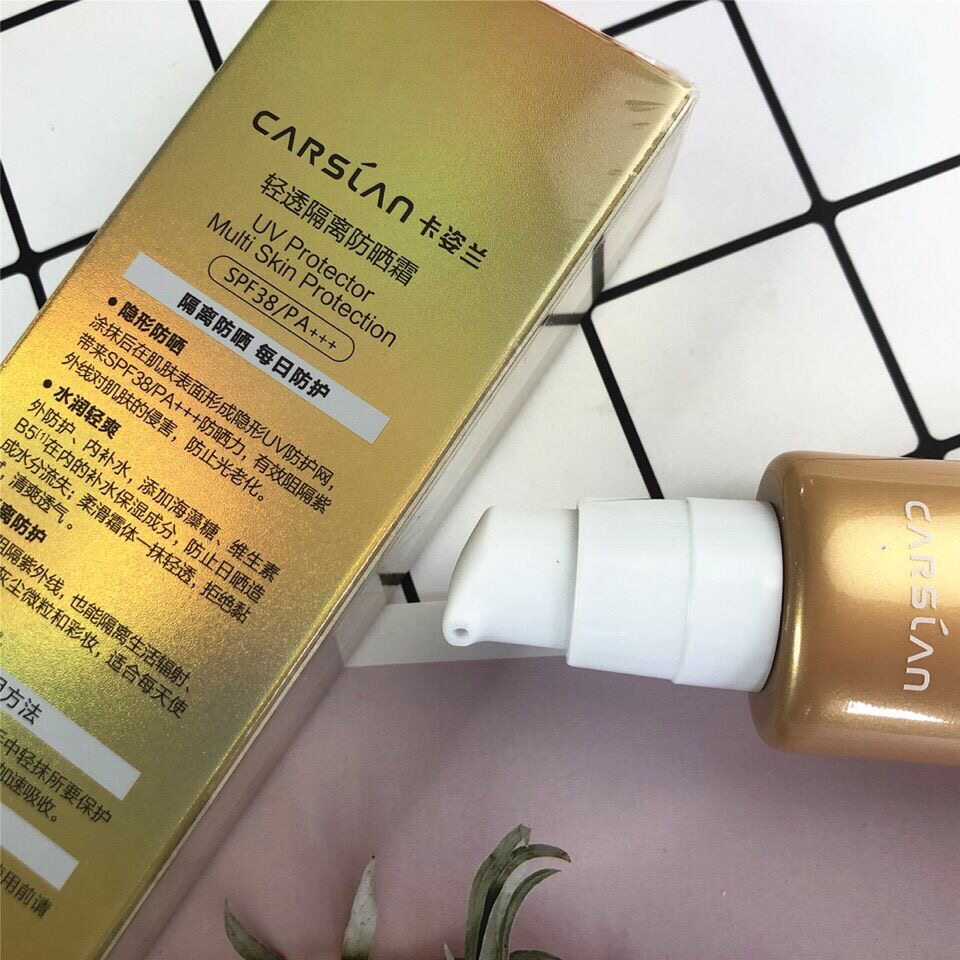 CARSLAN 卡姿兰
轻透隔离防晒霜
UV Protector
Multi Skin Protection
SPF38/PA+++
隔离防晒 每日防护
• 隐形防晒
涂抹后在肌肤表面形成隐形UV防护网,
带来SPF38/PA+++防晒力, 有效阻隔紫
外线对肌肤的侵害, 防止光老化。
• 水润轻爽
外防护、内补水, 添加海藻糖、维生素
B5[1]在内的补水保湿成分, 防止日晒造
成水分流失; 柔滑霜体一抹轻透, 拒绝黏
, 清爽透气。
离防护
阻隔紫外线, 也能隔离生活辐射、
灰尘微粒和彩妆, 适合每天使
。
方法
中轻抹所要保护
加速吸收。
用前请
CARSLAN